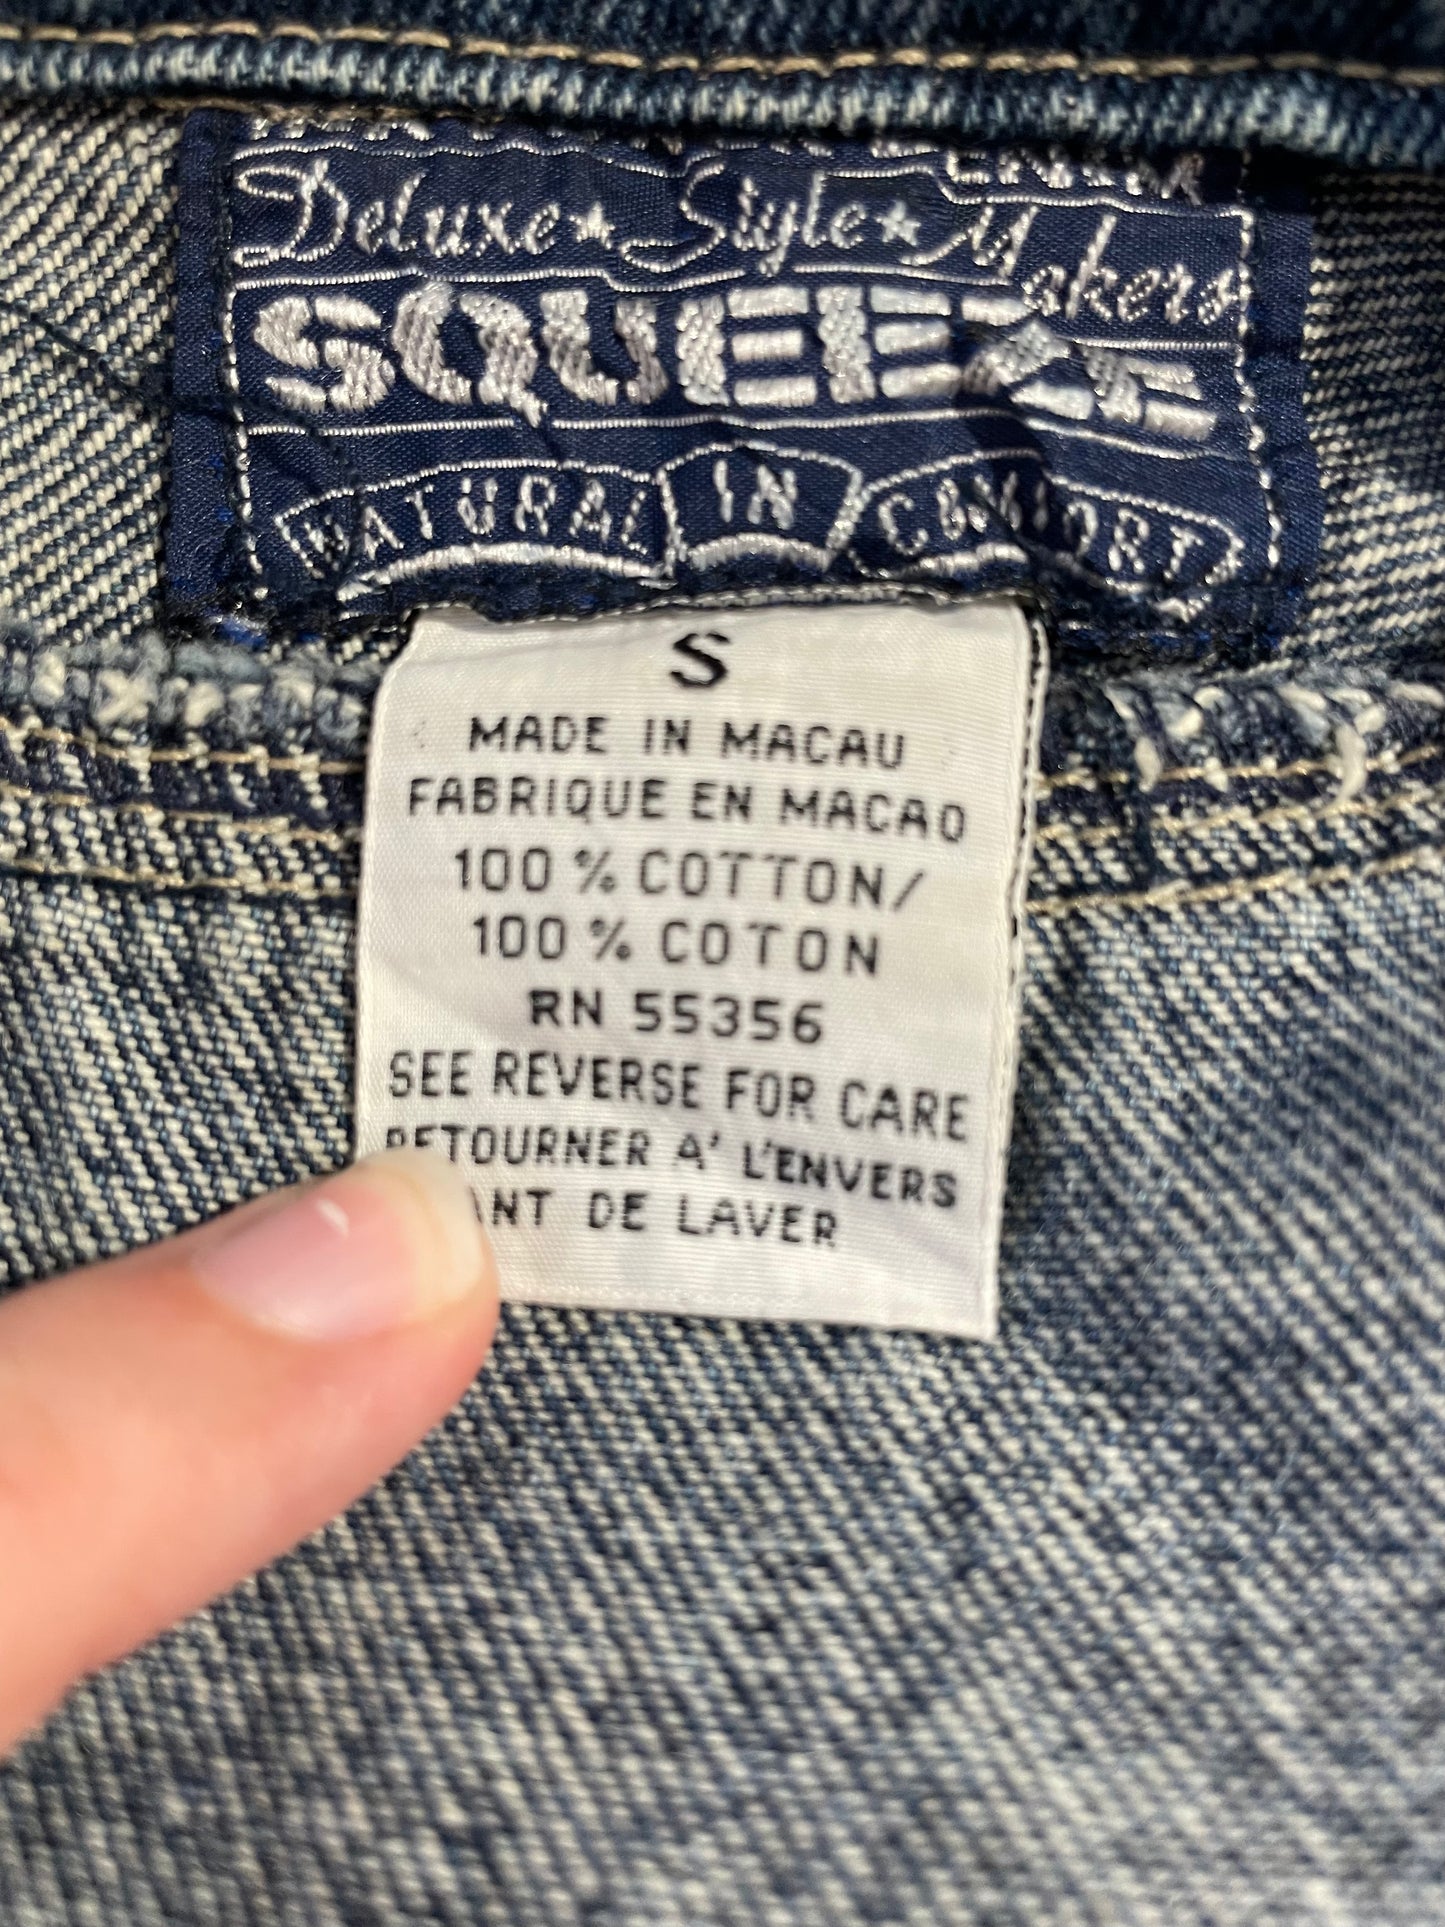 Deluxe★Style★Makers
SQUEEZE
NATURAL IN COMFORT
S
MADE IN MACAU
FABRIQUE EN MACAO
100 % COTTON/
100 % COTON
RN 55356
SEE REVERSE FOR CARE
RETOURNER A' L'ENVERS
DE LAVER